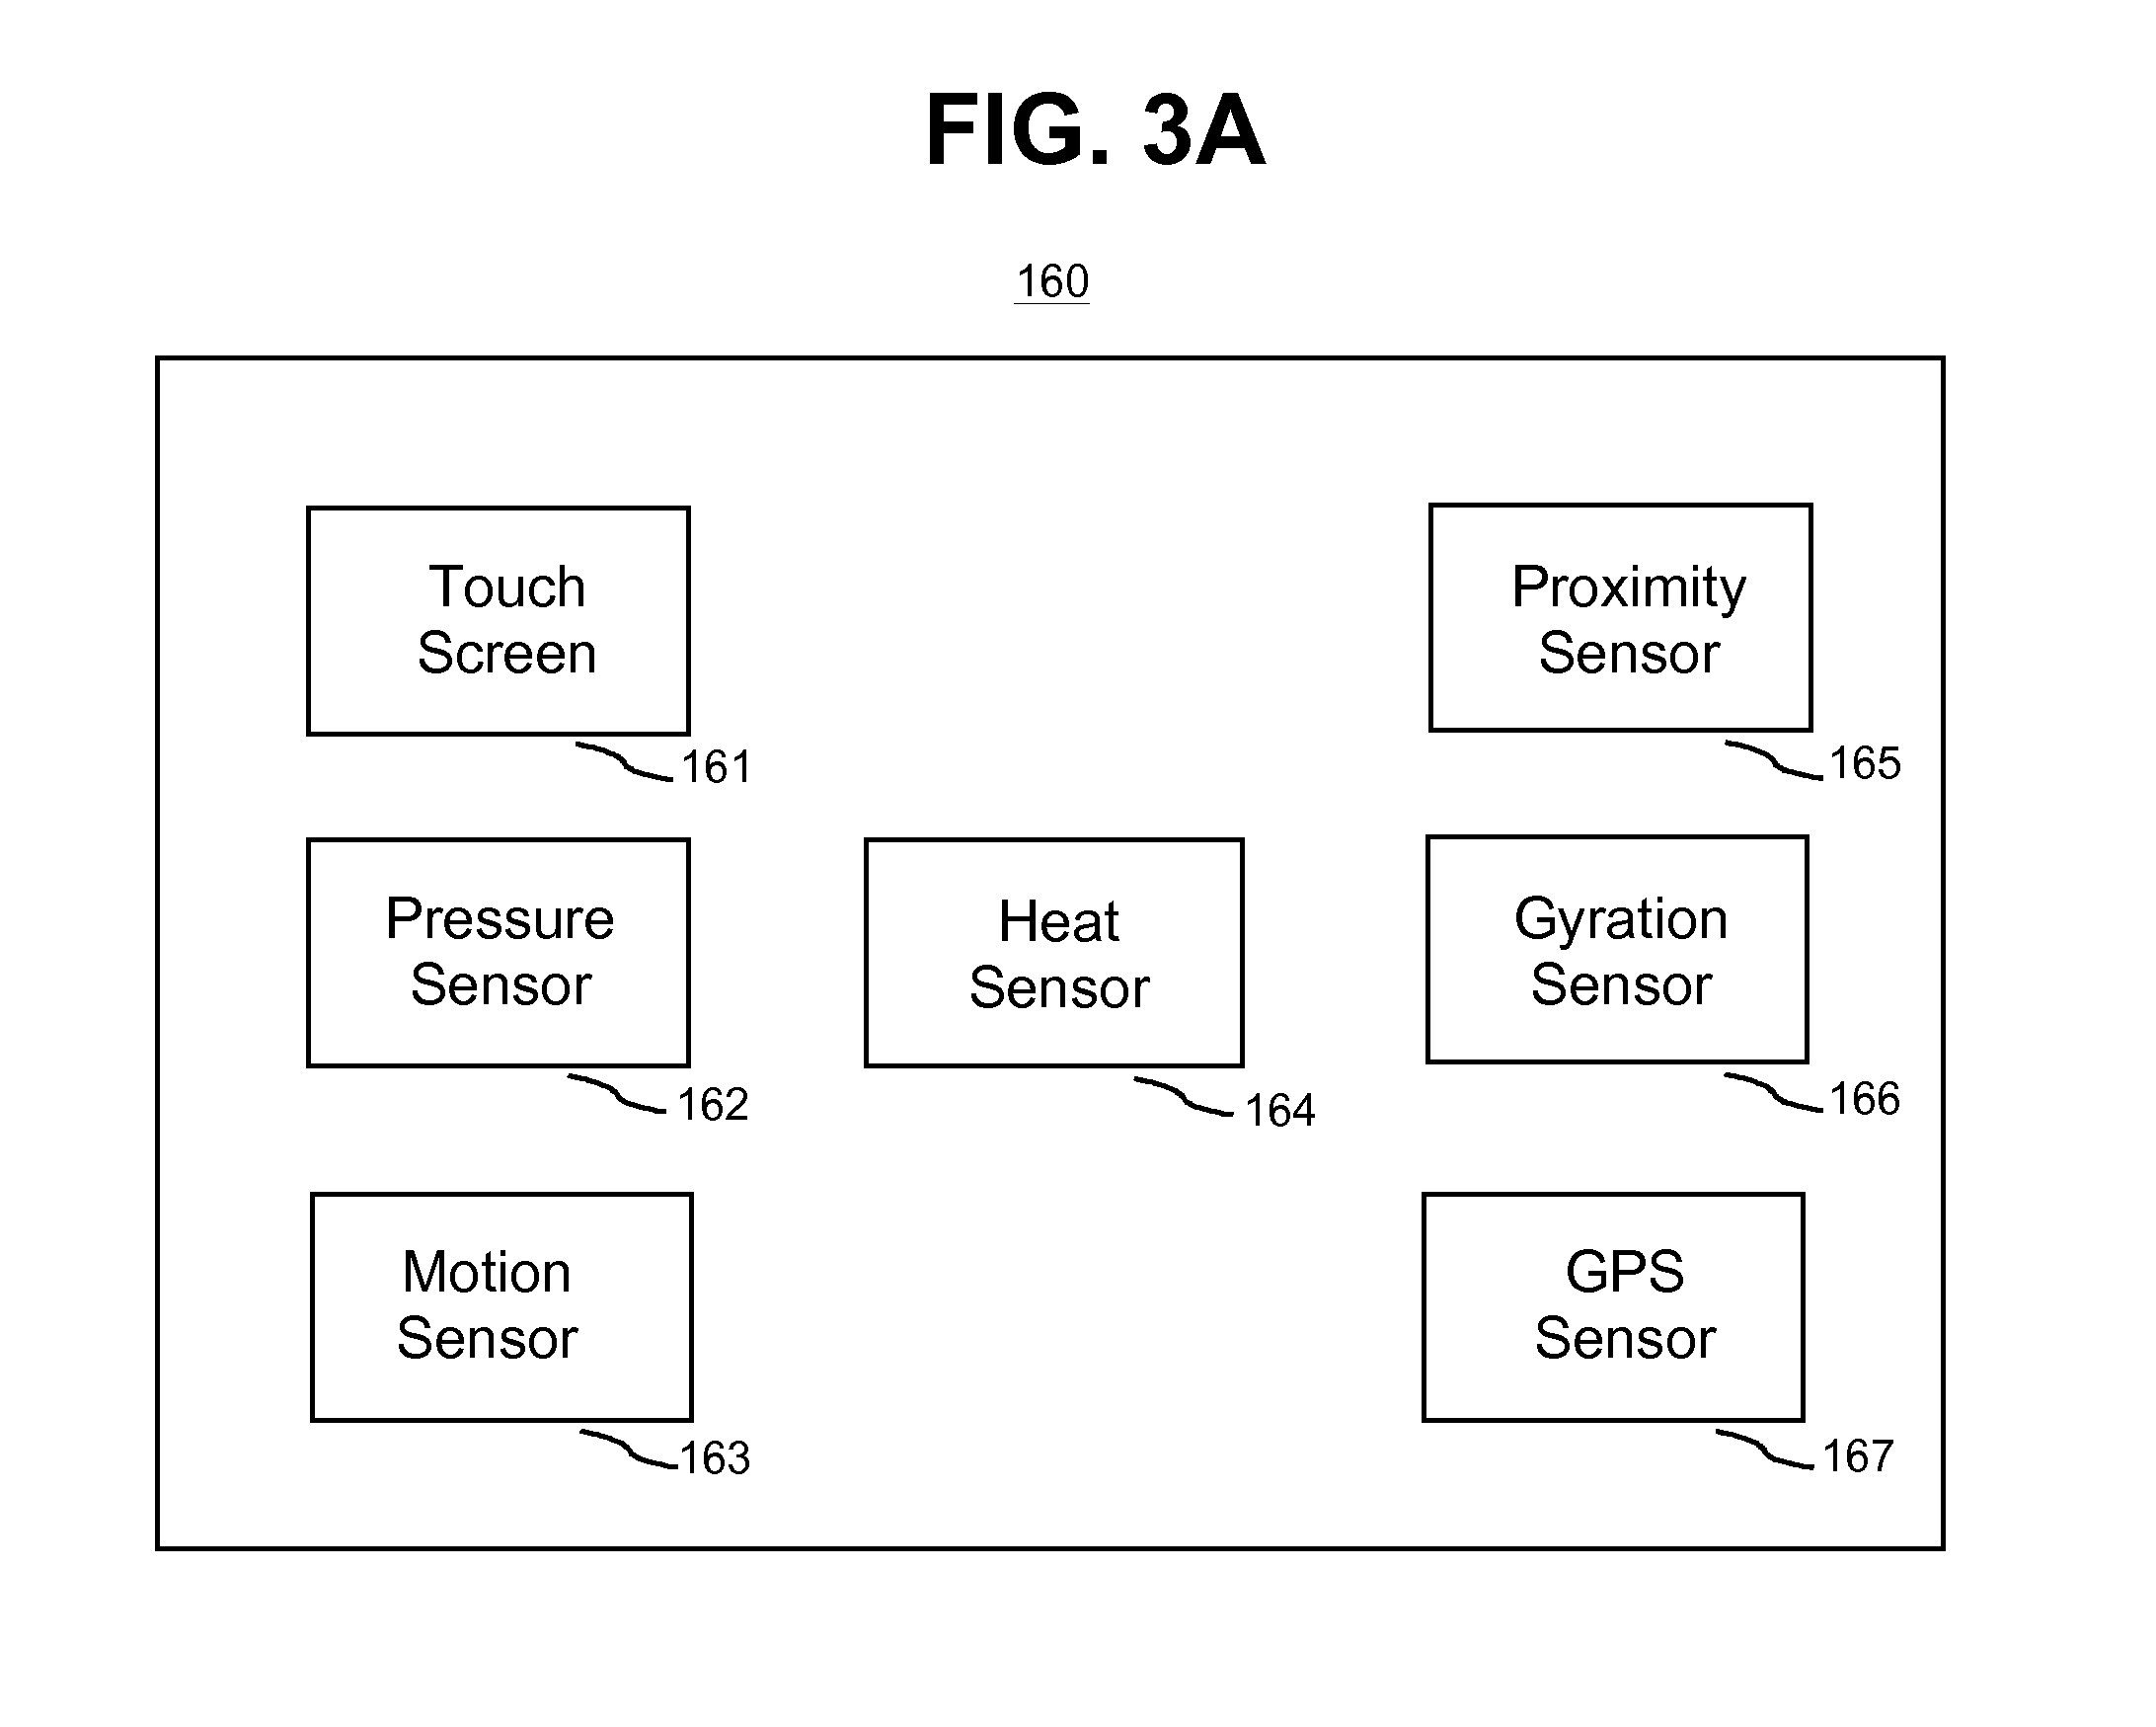 FIG. 3A
160
Touch
Screen
161
Proximity
Sensor
165
Pressure
Sensor
162
Heat
Sensor
164
Gyration
Sensor
166
Motion
Sensor
163
GPS
Sensor
167